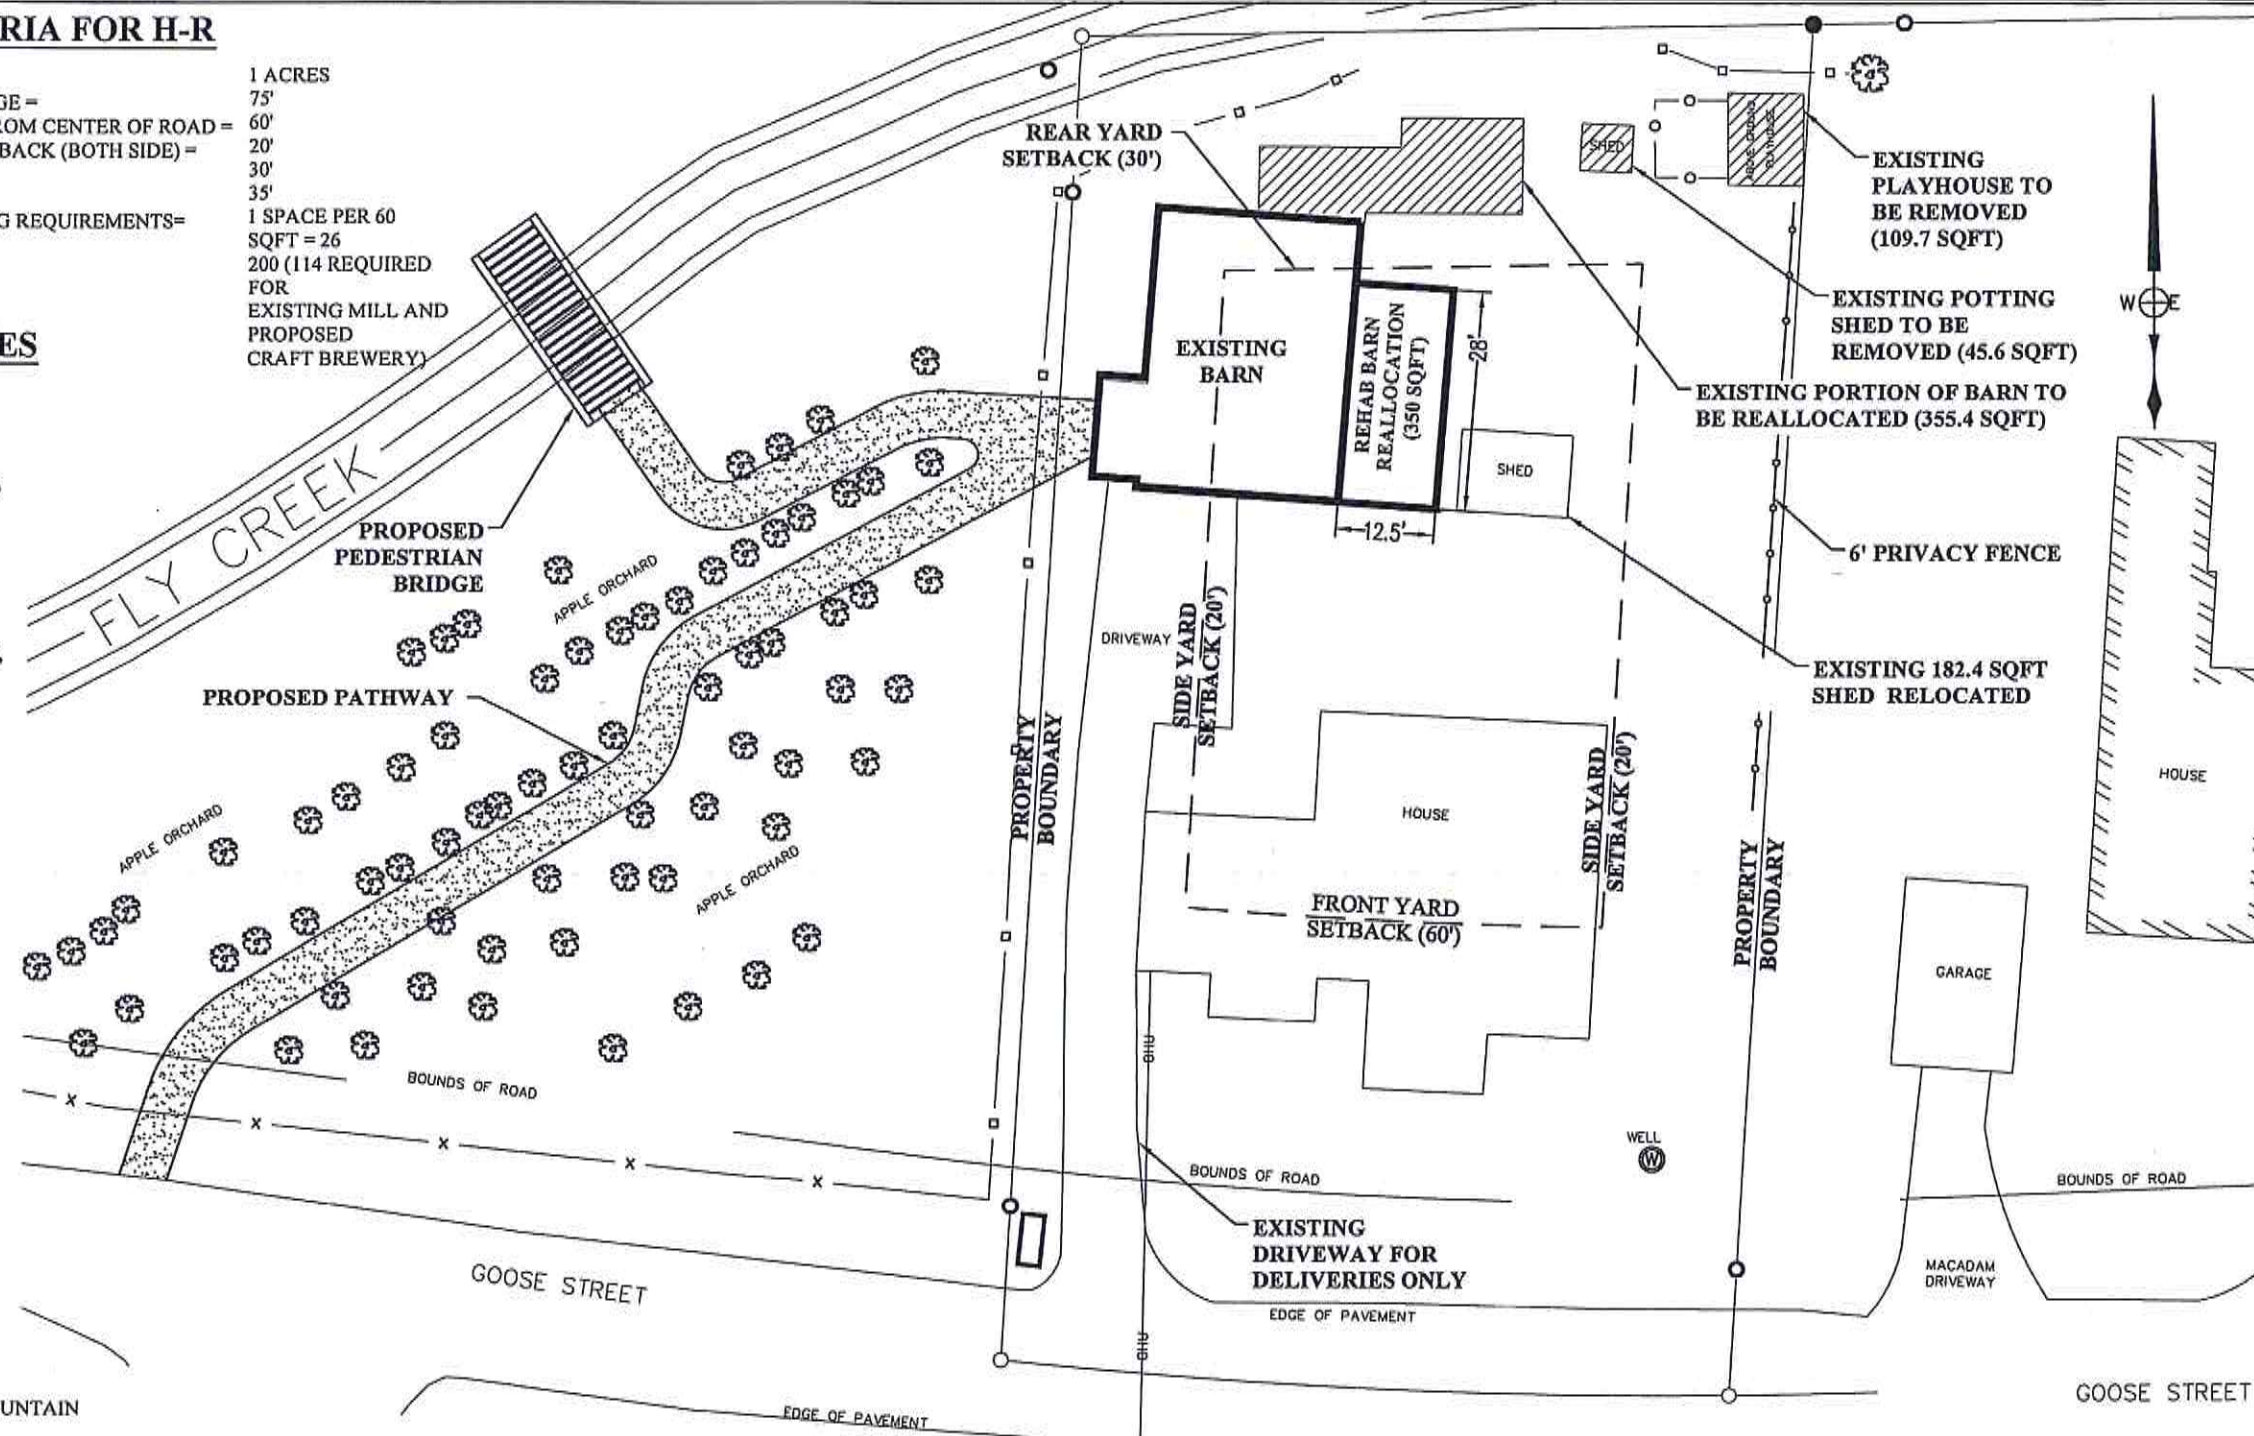 RIA FOR H-R
1 ACRES
GE =
75'
ROM CENTER OF ROAD =
60'
BACK (BOTH SIDE) =
20'
30'
35'
G REQUIREMENTS=
1 SPACE PER 60
SQFT = 26
200 (114 REQUIRED
FOR
EXISTING MILL AND
PROPOSED
CRAFT BREWERY)
ES
FLY CREEK
PROPOSED
PEDESTRIAN
BRIDGE
APPLE ORCHARD
PROPOSED PATHWAY
APPLE ORCHARD
APPLE ORCHARD
BOUNDS OF ROAD
GOOSE STREET
UNTAIN
EDGE OF PAVEMENT
REAR YARD
SETBACK (30')
EXISTING
BARN
REHAB BARN
REALLOCATION
(350 SQFT)
28'
12.5'
SHED
SHED
ABOVE GROUND
PLAYHOUSE
EXISTING
PLAYHOUSE TO
BE REMOVED
(109.7 SQFT)
W E
EXISTING POTTING
SHED TO BE
REMOVED (45.6 SQFT)
EXISTING PORTION OF BARN TO
BE REALLOCATED (355.4 SQFT)
6' PRIVACY FENCE
EXISTING 182.4 SQFT
SHED RELOCATED
DRIVEWAY
SIDE YARD
SETBACK (20')
PROPERTY
BOUNDARY
HOUSE
SIDE YARD
SETBACK (20')
FRONT YARD
SETBACK (60')
PROPERTY
BOUNDARY
HOUSE
GARAGE
OHU
WELL
W
BOUNDS OF ROAD
BOUNDS OF ROAD
EXISTING
DRIVEWAY FOR
DELIVERIES ONLY
MACADAM
DRIVEWAY
EDGE OF PAVEMENT
OHU
GOOSE STREET